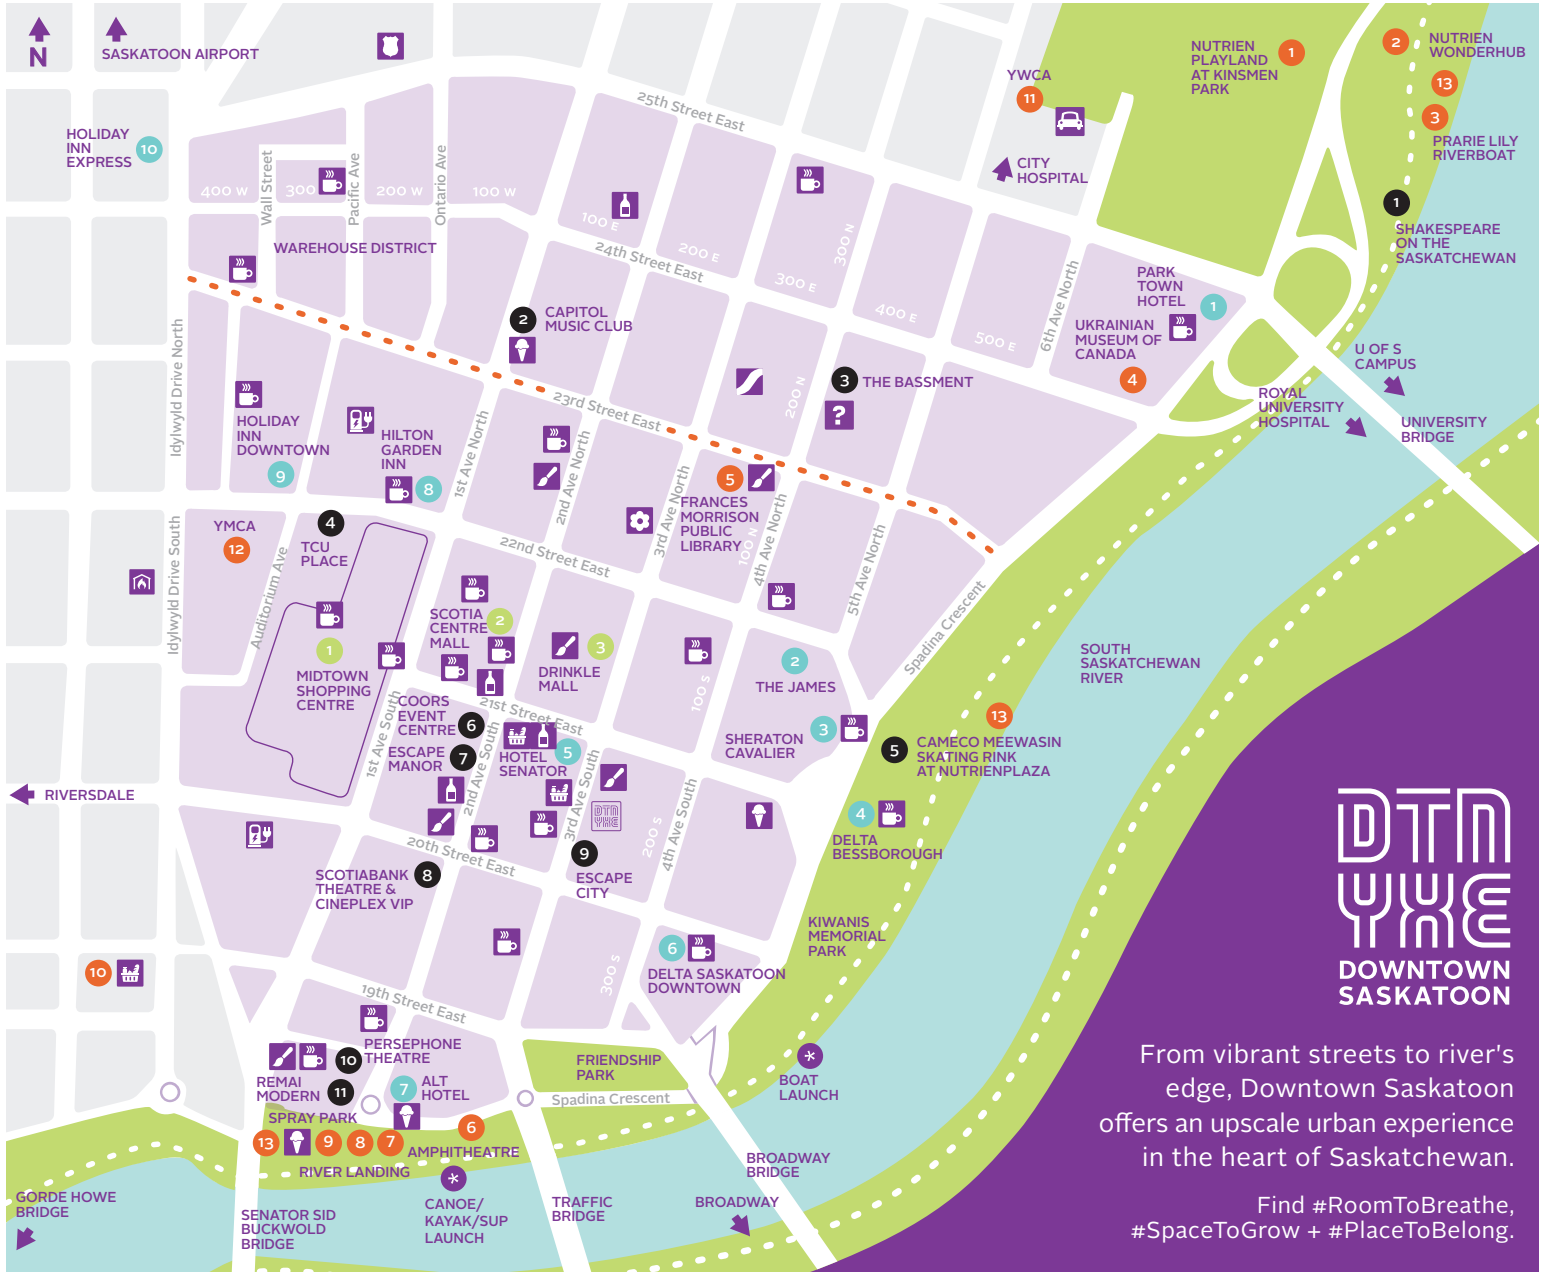 N
SASKATOON AIRPORT
HOLIDAY
INN
EXPRESS
10
25th Street East
YWCA
11
CITY
HOSPITAL
NUTRIEN
PLAYLAND
AT KINSMEN
PARK
1
2
NUTRIEN
WONDERHUB
13
3
PRARIE LILY
RIVERBOAT
1
SHAKESPEARE
ON THE
SASKATCHEWAN
400 W
Wall Street
300
Pacific Ave
200 W
Ontario Ave
100 W
100 E
200 E
300 E
300 N
400 E
500 E
24th Street East
6th Ave North
WAREHOUSE DISTRICT
PARK
TOWN
HOTEL
1
UKRAINIAN
MUSEUM OF
CANADA
4
2
CAPITOL
MUSIC CLUB
3
THE BASSMENT
?
200 N
U OF S
CAMPUS
ROYAL
UNIVERSITY
HOSPITAL
UNIVERSITY
BRIDGE
Idylwyld Drive North
23rd Street East
HOLIDAY
INN
DOWNTOWN
9
HILTON
GARDEN
INN
8
1st Ave North
2nd Ave North
3rd Ave North
5
FRANCES
MORRISON
PUBLIC
LIBRARY
100 N
4th Ave North
5th Ave North
YMCA
12
4
TCU
PLACE
22nd Street East
Idylwyld Drive South
Auditorium Ave
Spadina Crescent
SCOTIA
CENTRE
MALL
2
3
DRINKLE
MALL
1
MIDTOWN
SHOPPING
CENTRE
2
THE JAMES
SOUTH
SASKATCHEWAN
RIVER
100 S
21st Street East
COORS
EVENT
CENTRE
6
ESCAPE
MANOR
7
1st Ave South
2nd Ave South
HOTEL
SENATOR
5
3rd Ave South
SHERATON
CAVALIER
3
13
5
CAMECO MEEWASIN
SKATING RINK
AT NUTRIENPLAZA
RIVERSDALE
DTN
YXE
4
DELTA
BESSBOROUGH
200 S
4th Ave South
20th Street East
9
ESCAPE
CITY
SCOTIABANK
THEATRE &
CINEPLEX VIP
8
KIWANIS
MEMORIAL
PARK
10
6
DELTA SASKATOON
DOWNTOWN
300 S
19th Street East
PERSEPHONE
THEATRE
10
REMAI
MODERN
11
7
ALT
HOTEL
FRIENDSHIP
PARK
Spadina Crescent
*
BOAT
LAUNCH
SPRAY PARK
13
9
8
7
6
AMPHITHEATRE
RIVER LANDING
*
CANOE/
KAYAK/SUP
LAUNCH
GORDE HOWE
BRIDGE
SENATOR SID
BUCKWOLD
BRIDGE
TRAFFIC
BRIDGE
BROADWAY
BRIDGE
BROADWAY
DTN
YXE
DOWNTOWN
SASKATOON
From vibrant streets to river's
edge, Downtown Saskatoon
offers an upscale urban experience
in the heart of Saskatchewan.
Find #RoomToBreathe,
#SpaceToGrow + #PlaceToBelong.